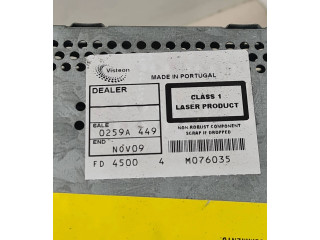 Visteon
MADE IN PORTUGAL
DEALER
CLASS 1
LASER PRODUCT
SALE
0259A 449
NON ROBUST COMPONENT
SCRAP IF DROPPED
END
NOV09
FD 4500 4 M076035